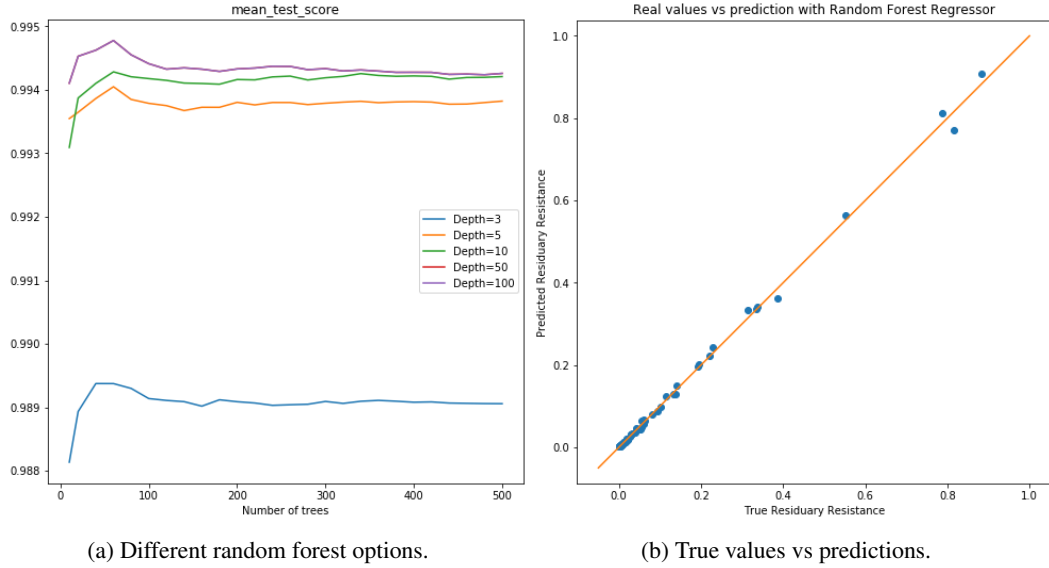 mean_test_score
0.995
0.994
0.993
0.992
0.991
0.990
0.989
0.988
0 100 200 300 400 500
Number of trees
Depth=3
Depth=5
Depth=10
Depth=50
Depth=100
(a) Different random forest options.
Real values vs prediction with Random Forest Regressor
Predicted Residuary Resistance
1.0
0.8
0.6
0.4
0.2
0.0
0.0 0.2 0.4 0.6 0.8 1.0
True Residuary Resistance
(b) True values vs predictions.